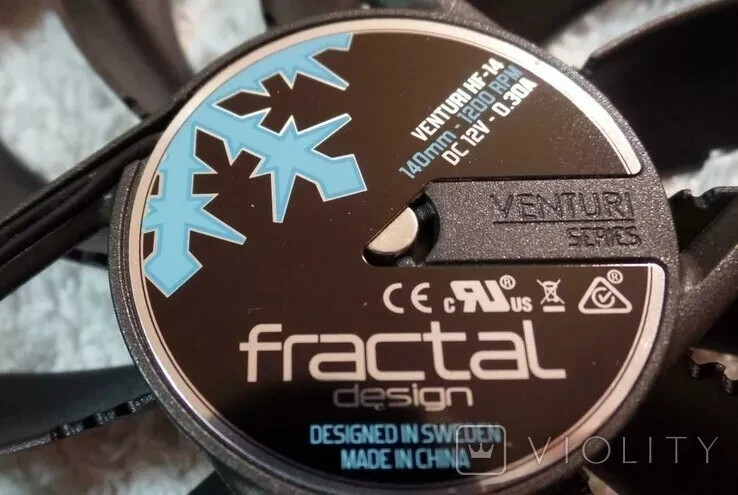 VENTURI HF-14
140mm - 1200 RPM
DC 12V - 0.30A
VENTURI
SERIES
CE c RU ® US
fractal
design
DESIGNED IN SWEDEN
MADE IN CHINA
VIOLITY